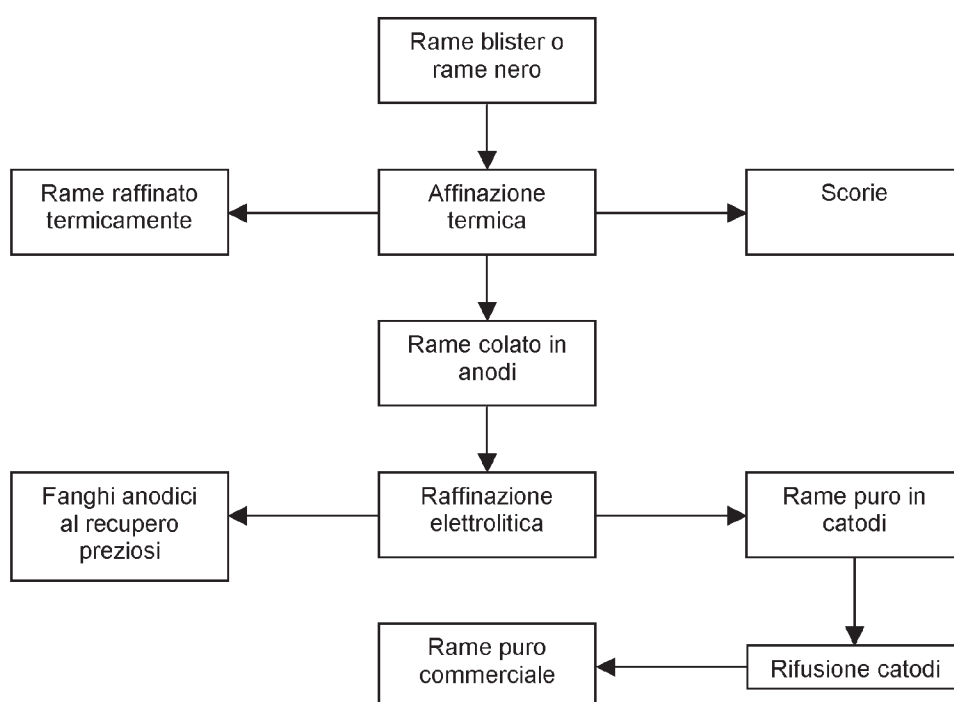 Rame blister o
rame nero
Rame raffinato
termicamente
Affinazione
termica
Scorie
Rame colato in
anodi
Fanghi anodici
al recupero
preziosi
Raffinazione
elettrolitica
Rame puro in
catodi
Rame puro
commerciale
Rifusione catodi